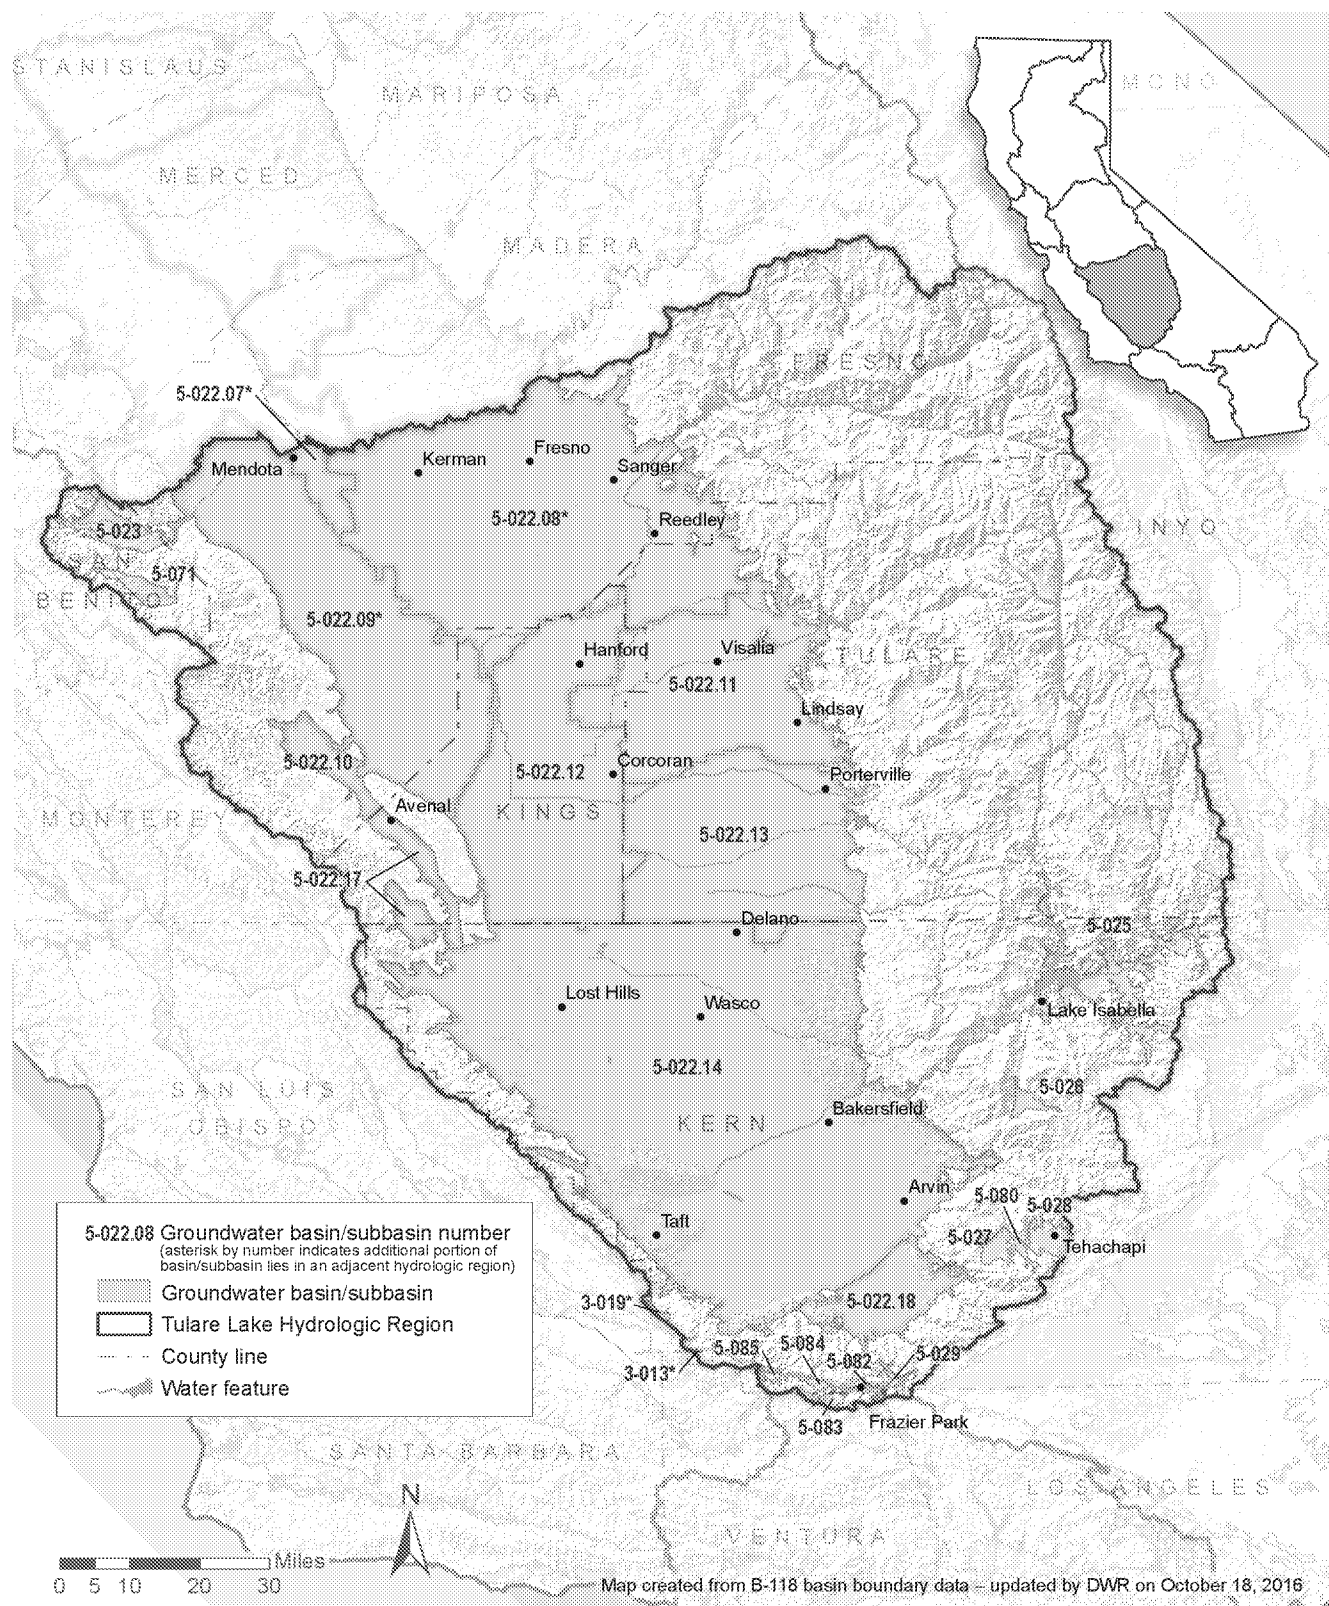 STANISLAUS
MARIPOSA
MONO
MERCED
MADERA
FRESNO
5-022.07*
Mendota
Kerman
Fresno
Sanger
5-022.08*
Reedley
INYO
5-023
SAN
BENITO
5-071
5-022.09*
Hanford
Visalia
TULARE
5-022.11
Lindsay
5-022.10
5-022.12
Corcoran
Porterville
Avenal
KINGS
MONTEREY
5-022.13
5-022.17
Delano
5-025
Lost Hills
Wasco
Lake Isabella
5-022.14
5-026
SAN LUIS
OBISPO
Bakersfield
KERN
Arvin
5-080
5-028
Taft
5-027
Tehachapi
3-019*
5-022.18
5-085
5-084
5-082
5-029
3-013*
5-083
Frazier Park
5-022.08 Groundwater basin/subbasin number
(asterisk by number indicates additional portion of
basin/subbasin lies in an adjacent hydrologic region)
Groundwater basin/subbasin
Tulare Lake Hydrologic Region
County line
Water feature
SANTA BARBARA
LOS ANGELES
VENTURA
N
Miles
0 5 10 20 30
Map created from B-118 basin boundary data – updated by DWR on October 18, 2016